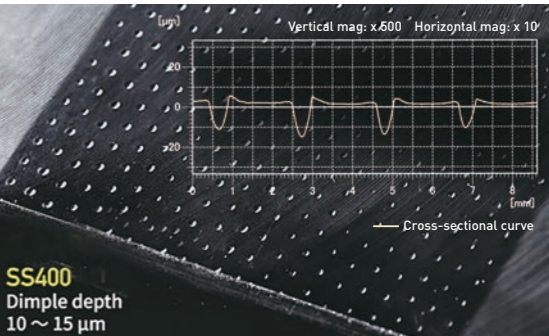 [μm]
Vertical mag: x 500 Horizontal mag: x 10
20
0
-20
0 1 2 3 4 5 6 7 8
[mm]
Cross-sectional curve
SS400
Dimple depth
10 ～ 15 μm